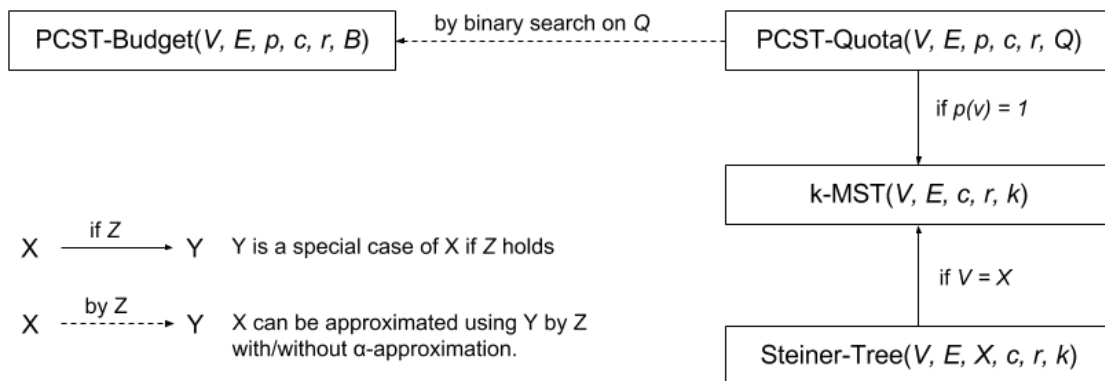 by binary search on Q
PCST-Budget(V, E, p, c, r, B)
PCST-Quota(V, E, p, c, r, Q)
if p(v) = 1
k-MST(V, E, c, r, k)
X if Z Y Y is a special case of X if Z holds
if V = X
X by Z Y X can be approximated using Y by Z
with/without α-approximation.
Steiner-Tree(V, E, X, c, r, k)